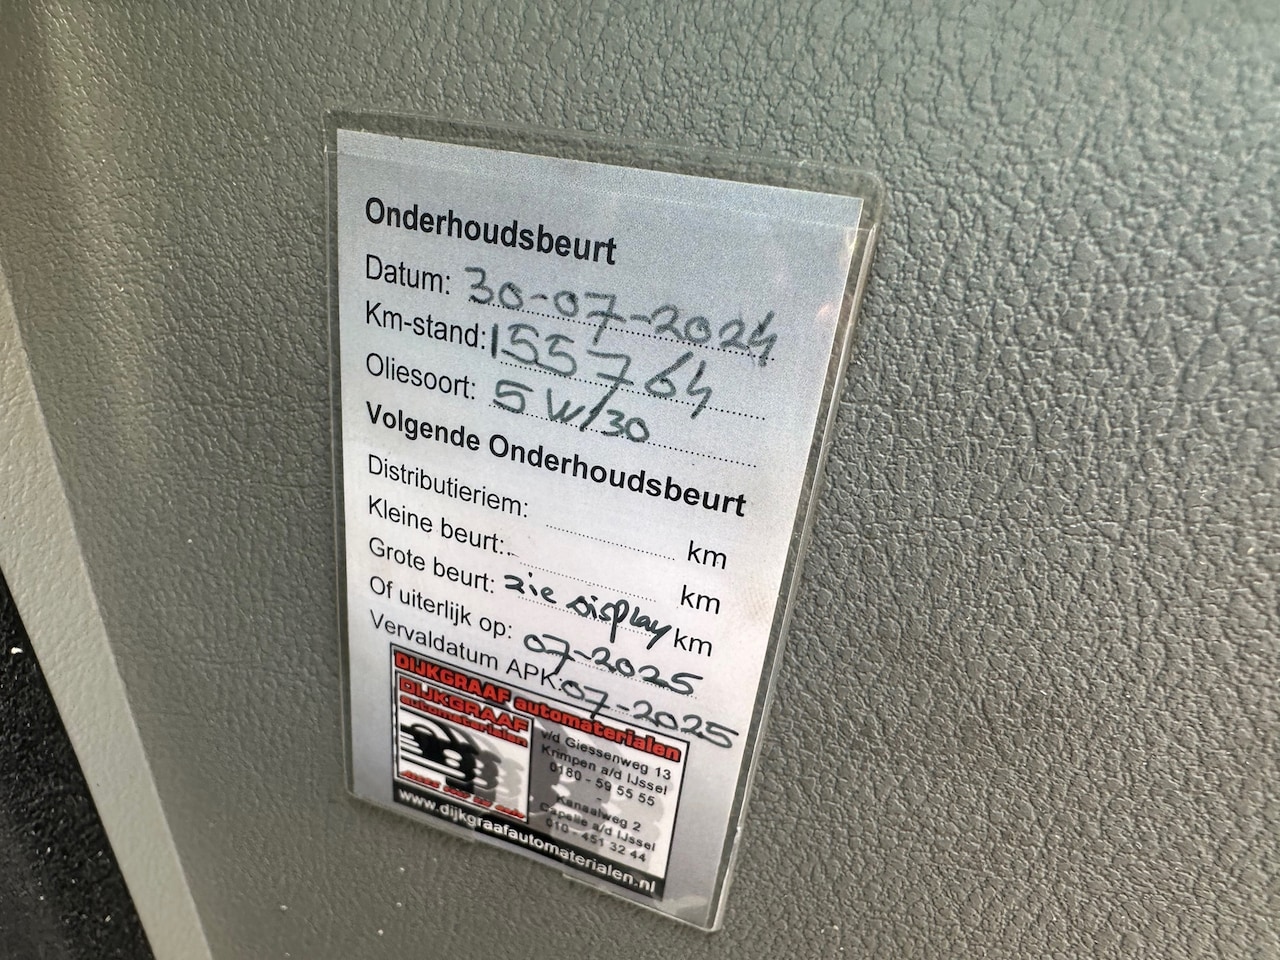 Onderhoudsbeurt
Datum: 30-07-2024
Km-stand: 155764
Oliesoort: 5W/30
Volgende Onderhoudsbeurt
Distributieriem: km
Kleine beurt: km
Grote beurt: zie display km
Of uiterlijk op: 07-2025
Vervaldatum APK: 07-2025
DIJKGRAAF automaterialen
DIJKGRAAF
automaterialen
v/d Giessenweg 13
Krimpen a/d IJssel
0180 - 59 55 55
-
Kanaalweg 2
Capelle a/d IJssel
010 - 451 32 44
www.dijkgraafautomaterialen.nl